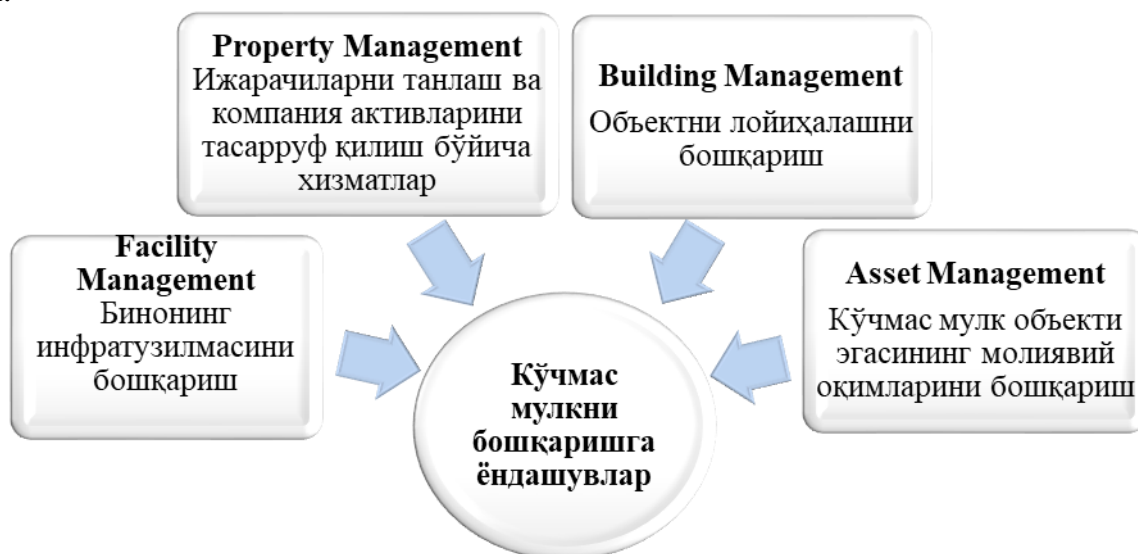 Property Management
Ижарачиларни танлаш ва
компания активларини
тасарруф қилиш бўйича
хизматлар
Building Management
Объектни лойиҳалашни
бошқариш
Facility
Management
Бинонинг
инфратузилмасини
бошқариш
Asset Management
Кўчмас мулк объекти
эгасининг молиявий
оқимларини бошқариш
Кўчмас
мулкни
бошқаришга
ёндашувлар